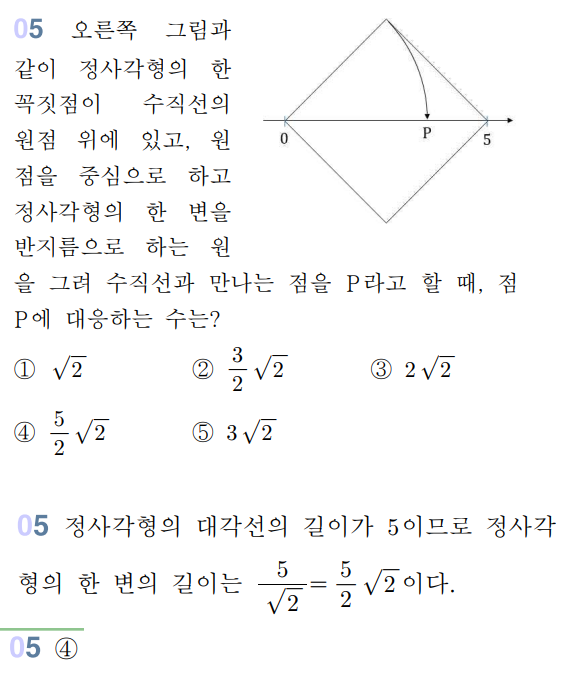 05 오른쪽 그림과
같이 정사각형의 한
꼭짓점이 수직선의
원점 위에 있고, 원
점을 중심으로 하고
정사각형의 한 변을
반지름으로 하는 원
을 그려 수직선과 만나는 점을 P라고 할 때, 점
P에 대응하는 수는?
0 P 5
① √2 ② 3/2 √2 ③ 2√2
④ 5/2 √2 ⑤ 3√2
05 정사각형의 대각선의 길이가 5이므로 정사각
형의 한 변의 길이는 5/√2 = 5/2 √2 이다.
05 ④